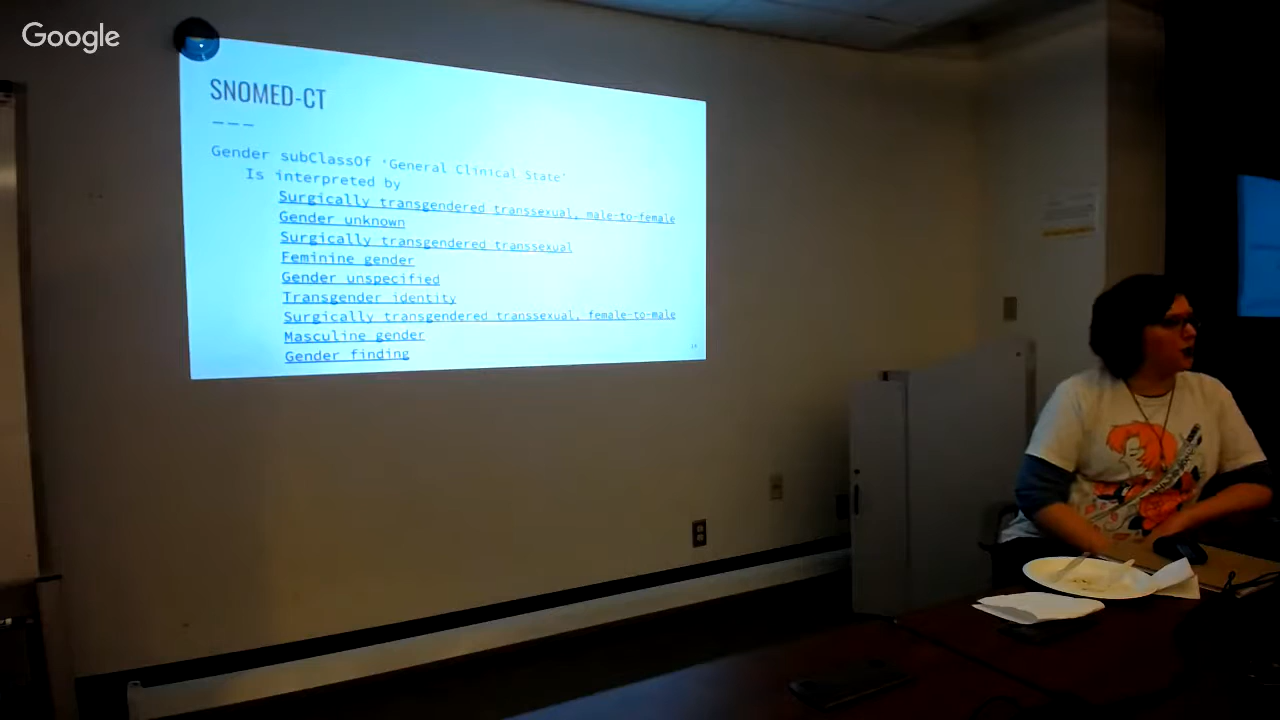 Google
SNOMED-CT
---
Gender subClassOf 'General Clinical State'
Is interpreted by
Surgically transgendered transsexual, male-to-female
Gender unknown
Surgically transgendered transsexual
Feminine gender
Gender unspecified
Transgender identity
Surgically transgendered transsexual, female-to-male
Masculine gender
Gender finding